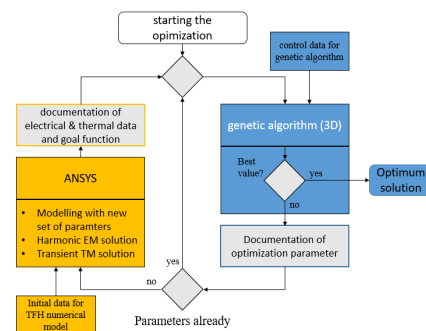 starting the
opimization
control data for
genetic algorithm
documentation of
electrical & thermal data
and goal function
genetic algorithm (3D)
Best
value?
yes
Optimum
solution
no
ANSYS
• Modelling with new
set of paramters
• Harmonic EM solution
• Transient TM solution
Documentation of
optimization parameter
yes
no
Initial data for
TFH numerical
model
Parameters already